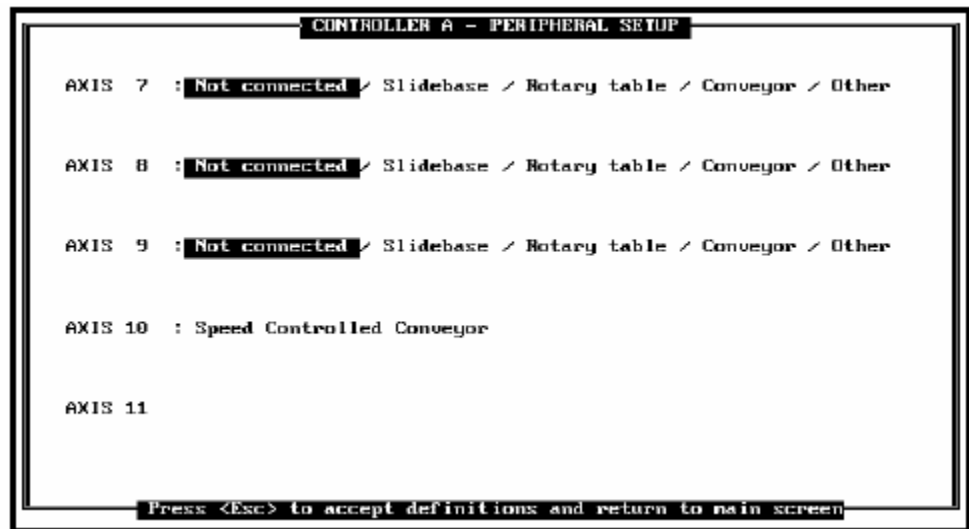 CONTROLLER A - PERIPHERAL SETUP
AXIS 7 : Not connected / Slidebase / Rotary table / Conveyor / Other
AXIS 8 : Not connected / Slidebase / Rotary table / Conveyor / Other
AXIS 9 : Not connected / Slidebase / Rotary table / Conveyor / Other
AXIS 10 : Speed Controlled Conveyor
AXIS 11
Press <Esc> to accept definitions and return to main screen